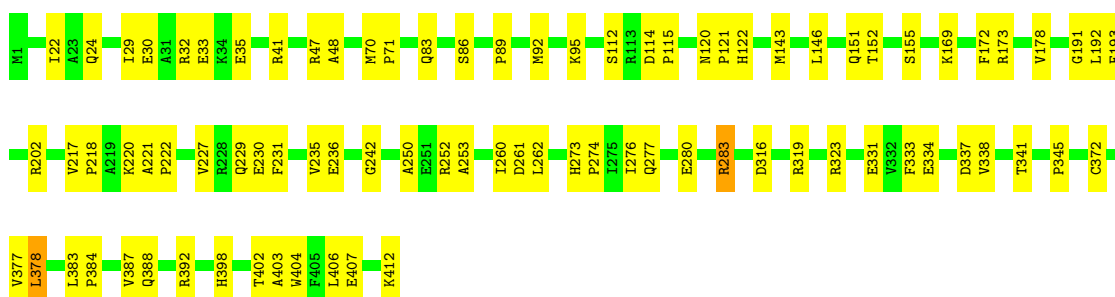 M1 I22 A23 Q24 I29 E30 A31 R32 E33 K34 E35 R41 R47 A48 M70 P71 Q83 S86 P89 M92 K95 S112 R113 D114 P115 N120 P121 H122 M143 L146 Q151 T152 S155 K169 F172 R173 V178 G191 L192
R202 V217 P218 A219 K220 A221 P222 V227 R228 Q229 E230 F231 V235 E236 G242 A250 E251 R252 A253 I260 D261 L262 H273 P274 I275 I276 Q277 E280 R283 D316 R319 R323 E331 V332 F333 E334 D337 V338 T341 P345 C372
V377 L378 L383 P384 V387 Q388 R392 H398 T402 A403 W404 F405 L406 E407 K412